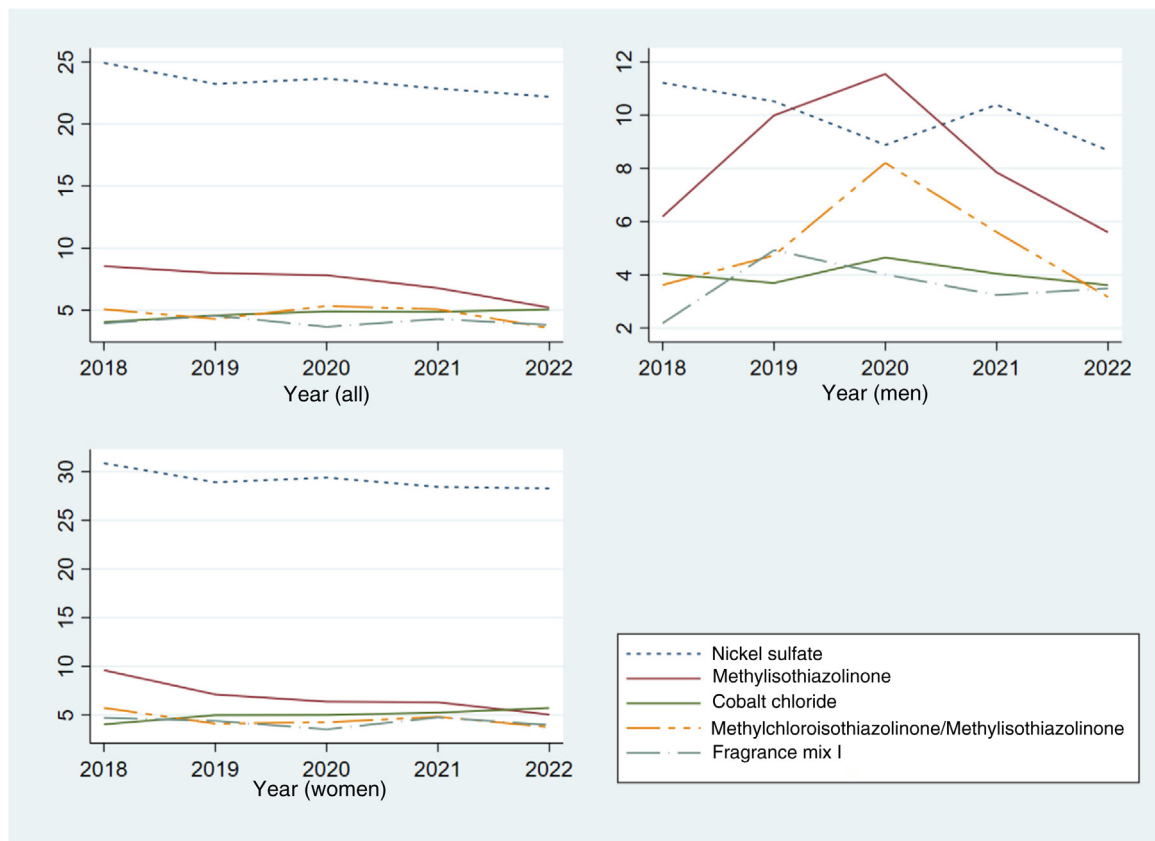 25
20
15
10
5
2018 2019 2020 2021 2022
Year (all)
12
10
8
6
4
2
2018 2019 2020 2021 2022
Year (men)
30
25
20
15
10
5
2018 2019 2020 2021 2022
Year (women)
Nickel sulfate
Methylisothiazolinone
Cobalt chloride
Methylchloroisothiazolinone/Methylisothiazolinone
Fragrance mix I